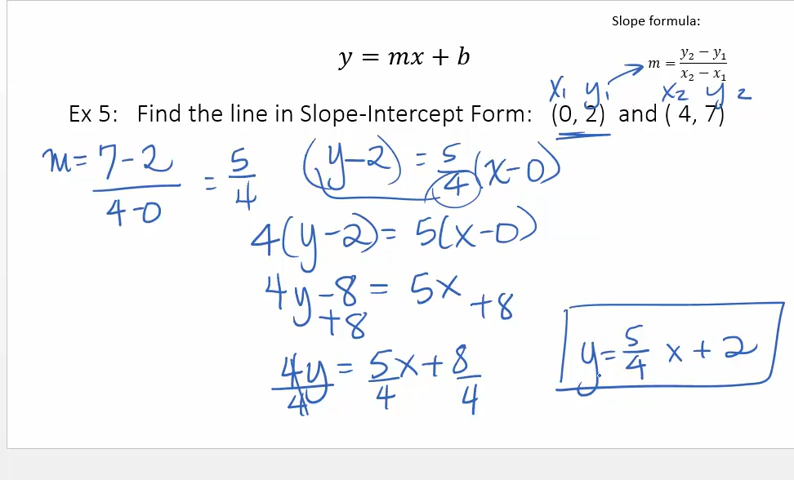 Slope formula:
y = mx + b
m = (y₂ − y₁)/(x₂ − x₁)
x₁ y₁ x₂ y₂
Ex 5: Find the line in Slope-Intercept Form: (0, 2) and ( 4, 7)
m = (7-2)/(4-0) = 5/4
(y-2) = 5/4 (x-0)
4(y-2) = 5(x-0)
4y-8 = 5x
+8 +8
4y/4 = 5x/4 + 8/4
y = 5/4 x + 2